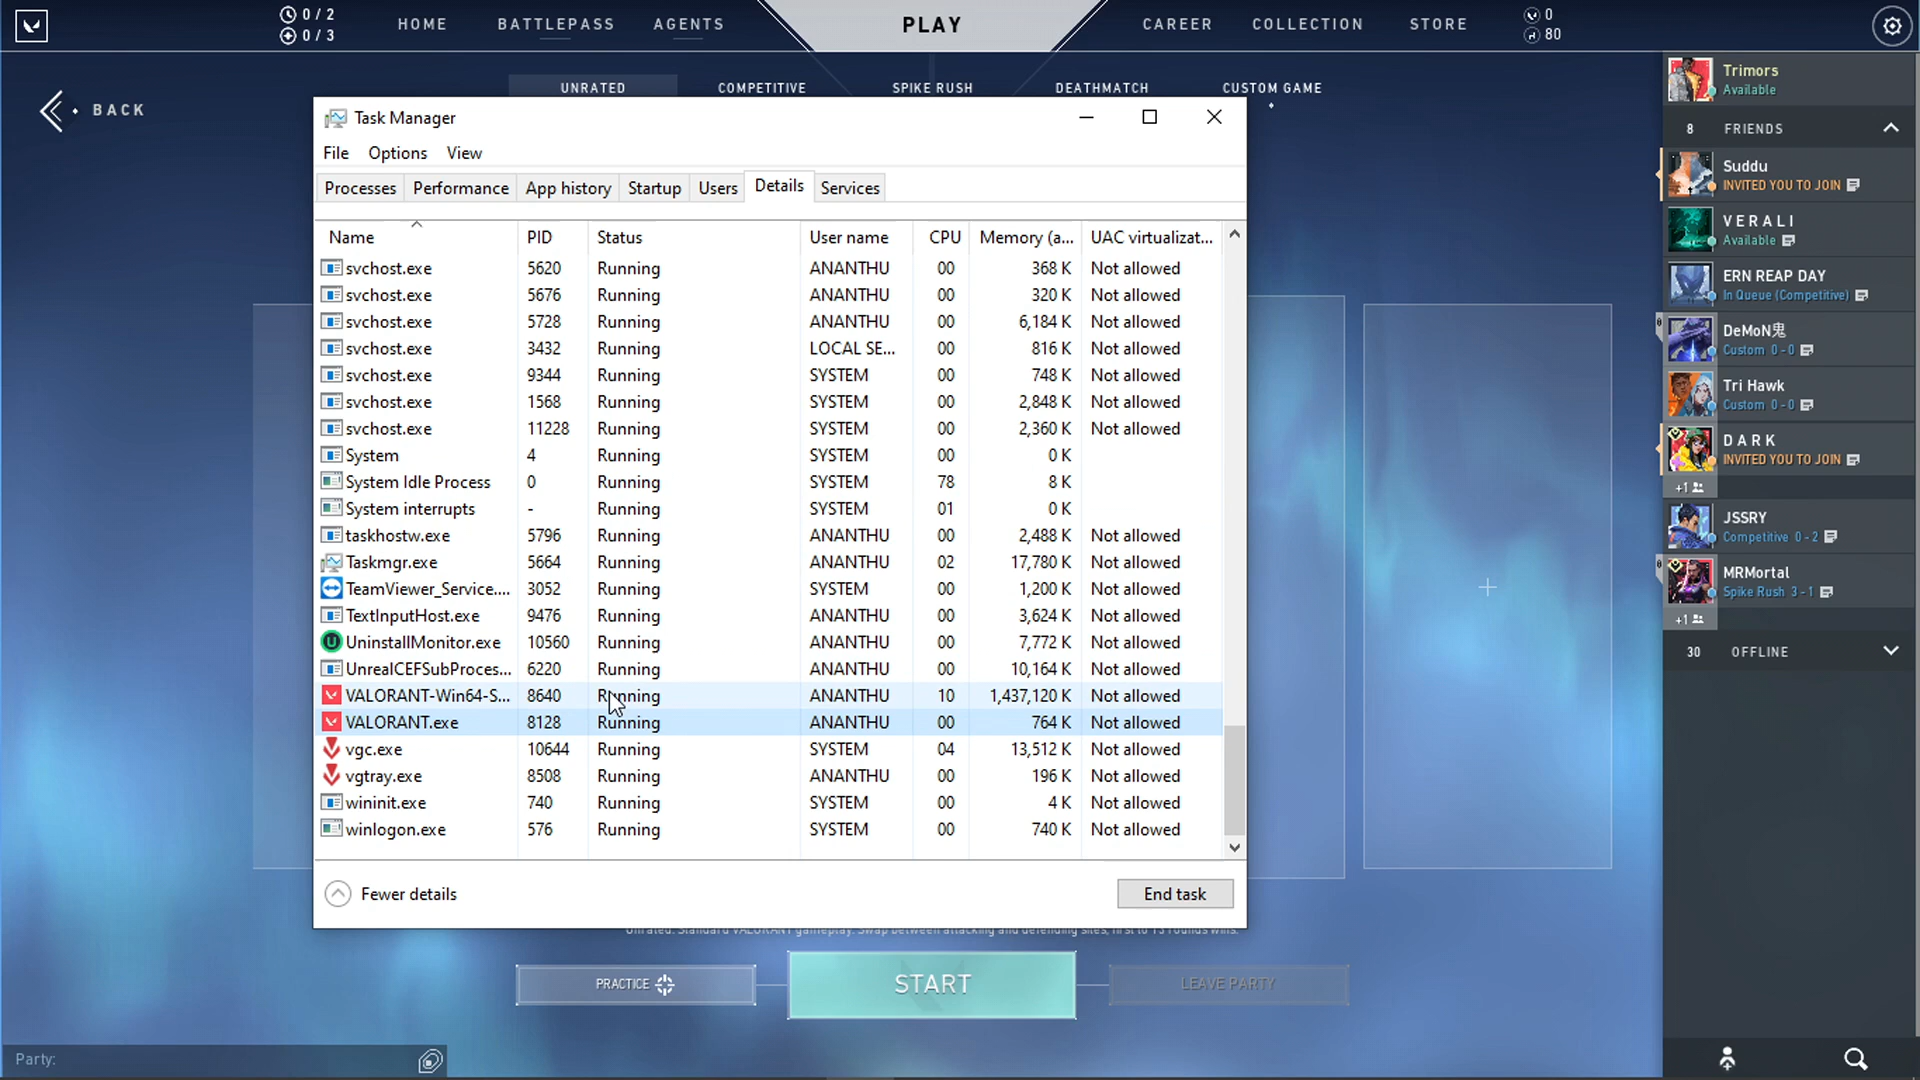 0 / 2
0 / 3
HOME
BATTLEPASS
AGENTS
PLAY
CAREER
COLLECTION
STORE
0
80
BACK
UNRATED
COMPETITIVE
SPIKE RUSH
DEATHMATCH
CUSTOM GAME
Task Manager
File Options View
Processes Performance App history Startup Users Details Services
Name PID Status User name CPU Memory (a... UAC virtualizat...
svchost.exe 5620 Running ANANTHU 00 368 K Not allowed
svchost.exe 5676 Running ANANTHU 00 320 K Not allowed
svchost.exe 5728 Running ANANTHU 00 6,184 K Not allowed
svchost.exe 3432 Running LOCAL SE... 00 816 K Not allowed
svchost.exe 9344 Running SYSTEM 00 748 K Not allowed
svchost.exe 1568 Running SYSTEM 00 2,848 K Not allowed
svchost.exe 11228 Running SYSTEM 00 2,360 K Not allowed
System 4 Running SYSTEM 00 0 K
System Idle Process 0 Running SYSTEM 78 8 K
System interrupts - Running SYSTEM 01 0 K
taskhostw.exe 5796 Running ANANTHU 00 2,488 K Not allowed
Taskmgr.exe 5664 Running ANANTHU 02 17,780 K Not allowed
TeamViewer_Service.... 3052 Running SYSTEM 00 1,200 K Not allowed
TextInputHost.exe 9476 Running ANANTHU 00 3,624 K Not allowed
UninstallMonitor.exe 10560 Running ANANTHU 00 7,772 K Not allowed
UnrealCEFSubProces... 6220 Running ANANTHU 00 10,164 K Not allowed
VALORANT-Win64-S... 8640 Running ANANTHU 10 1,437,120 K Not allowed
VALORANT.exe 8128 Running ANANTHU 00 764 K Not allowed
vgc.exe 10644 Running SYSTEM 04 13,512 K Not allowed
vgtray.exe 8508 Running ANANTHU 00 196 K Not allowed
wininit.exe 740 Running SYSTEM 00 4 K Not allowed
winlogon.exe 576 Running SYSTEM 00 740 K Not allowed
Fewer details
End task
Unrated: Standard VALORANT gameplay. Swap between attacking and defending sites, first to 13 rounds wins.
PRACTICE
START
LEAVE PARTY
Party:
Trimors
Available
8 FRIENDS
Suddu
INVITED YOU TO JOIN
V E R A L I
Available
ERN REAP DAY
In Queue (Competitive)
DeMoN鬼
Custom 0 - 0
Tri Hawk
Custom 0 - 0
D A R K
INVITED YOU TO JOIN
+1
JSSRY
Competitive 0 - 2
MRMortal
Spike Rush 3 - 1
+1
30 OFFLINE